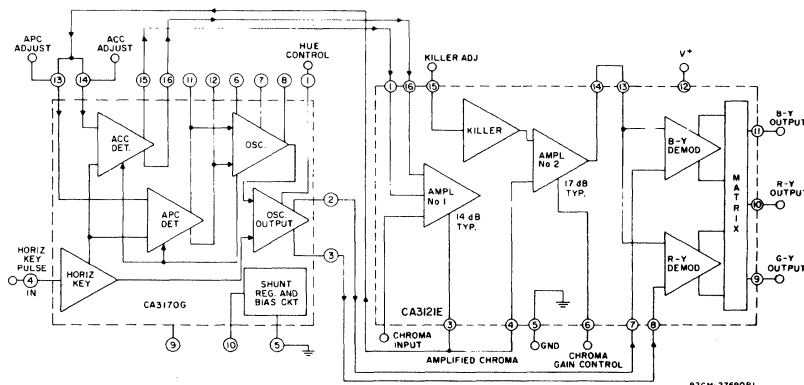 APC
ADJUST
ACC
ADJUST
HUE
CONTROL
KILLER ADJ
V+
13
14
15
16
11
12
6
7
8
1
1
16
15
14
13
12
ACC
DET.
OSC.
KILLER
AMPL
No 2
17 dB
TYP.
B-Y
DEMOD
11
B-Y
OUTPUT
APC
DET
OSC.
OUTPUT
2
3
AMPL
No 1
14 dB
TYP.
MATRIX
10
R-Y
OUTPUT
HORIZ
KEY
PULSE
4
IN
HORIZ
KEY
R-Y
DEMOD
9
G-Y
OUTPUT
SHUNT
REG. AND
BIAS CKT
CA3170G
CA3121E
9
10
5
3
4
5
6
7
8
CHROMA
INPUT
AMPLIFIED CHROMA
GND
CHROMA
GAIN CONTROL
92CM-27690R1